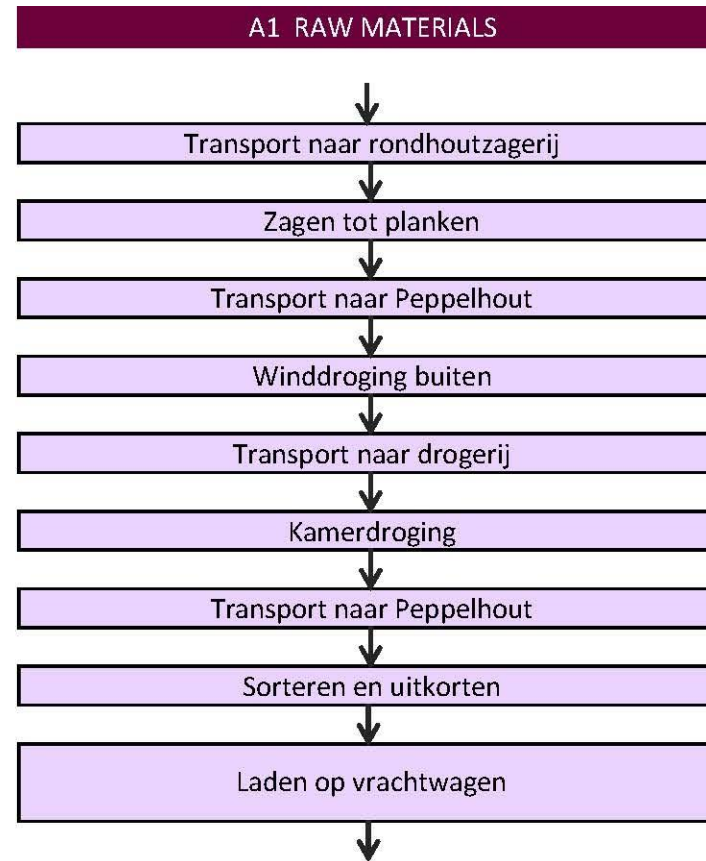 A1 RAW MATERIALS
Transport naar rondhoutzagerij
Zagen tot planken
Transport naar Peppelhout
Winddroging buiten
Transport naar drogerij
Kamerdroging
Transport naar Peppelhout
Sorteren en uitkorten
Laden op vrachtwagen